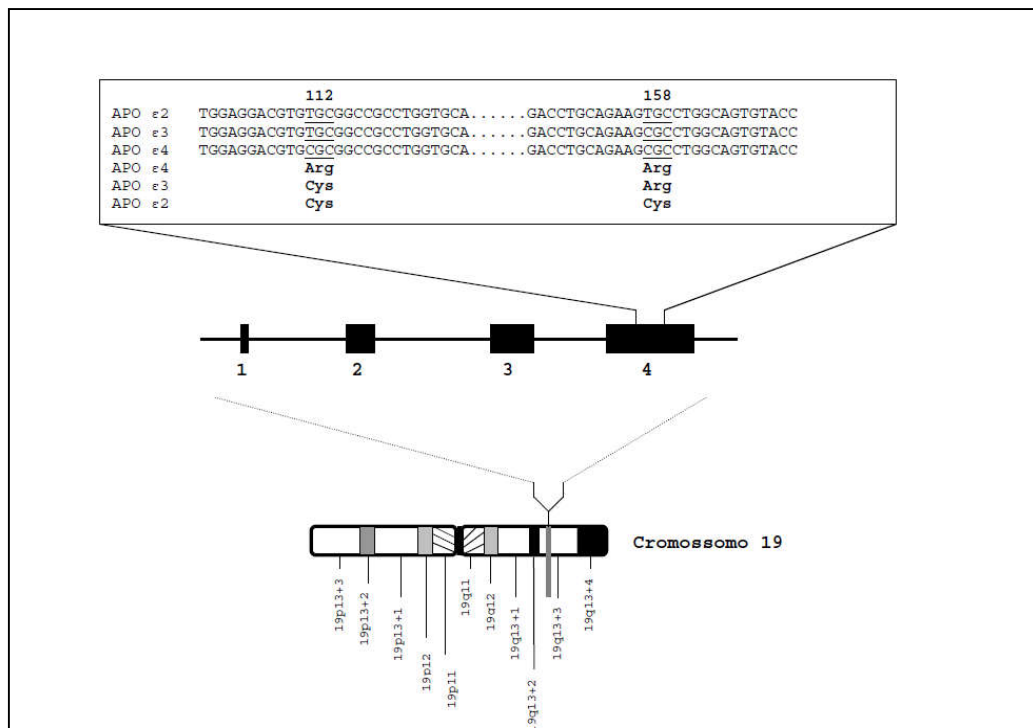 112 158
APO ε2 TGGAGGACGTGTGCGGCCGCCTGGTGCA......GACCTGCAGAAGTGCCTGGCAGTGTACC
APO ε3 TGGAGGACGTGTGCGGCCGCCTGGTGCA......GACCTGCAGAAGCGCCTGGCAGTGTACC
APO ε4 TGGAGGACGTGCGCGGCCGCCTGGTGCA......GACCTGCAGAAGCGCCTGGCAGTGTACC
APO ε4 Arg Arg
APO ε3 Cys Arg
APO ε2 Cys Cys
1 2 3 4
Cromossomo 19
19p13+3
19p13+2
19p13+1
19p12
19p11
19q11
19q12
19q13+1
19q13+2
19q13+3
19q13+4